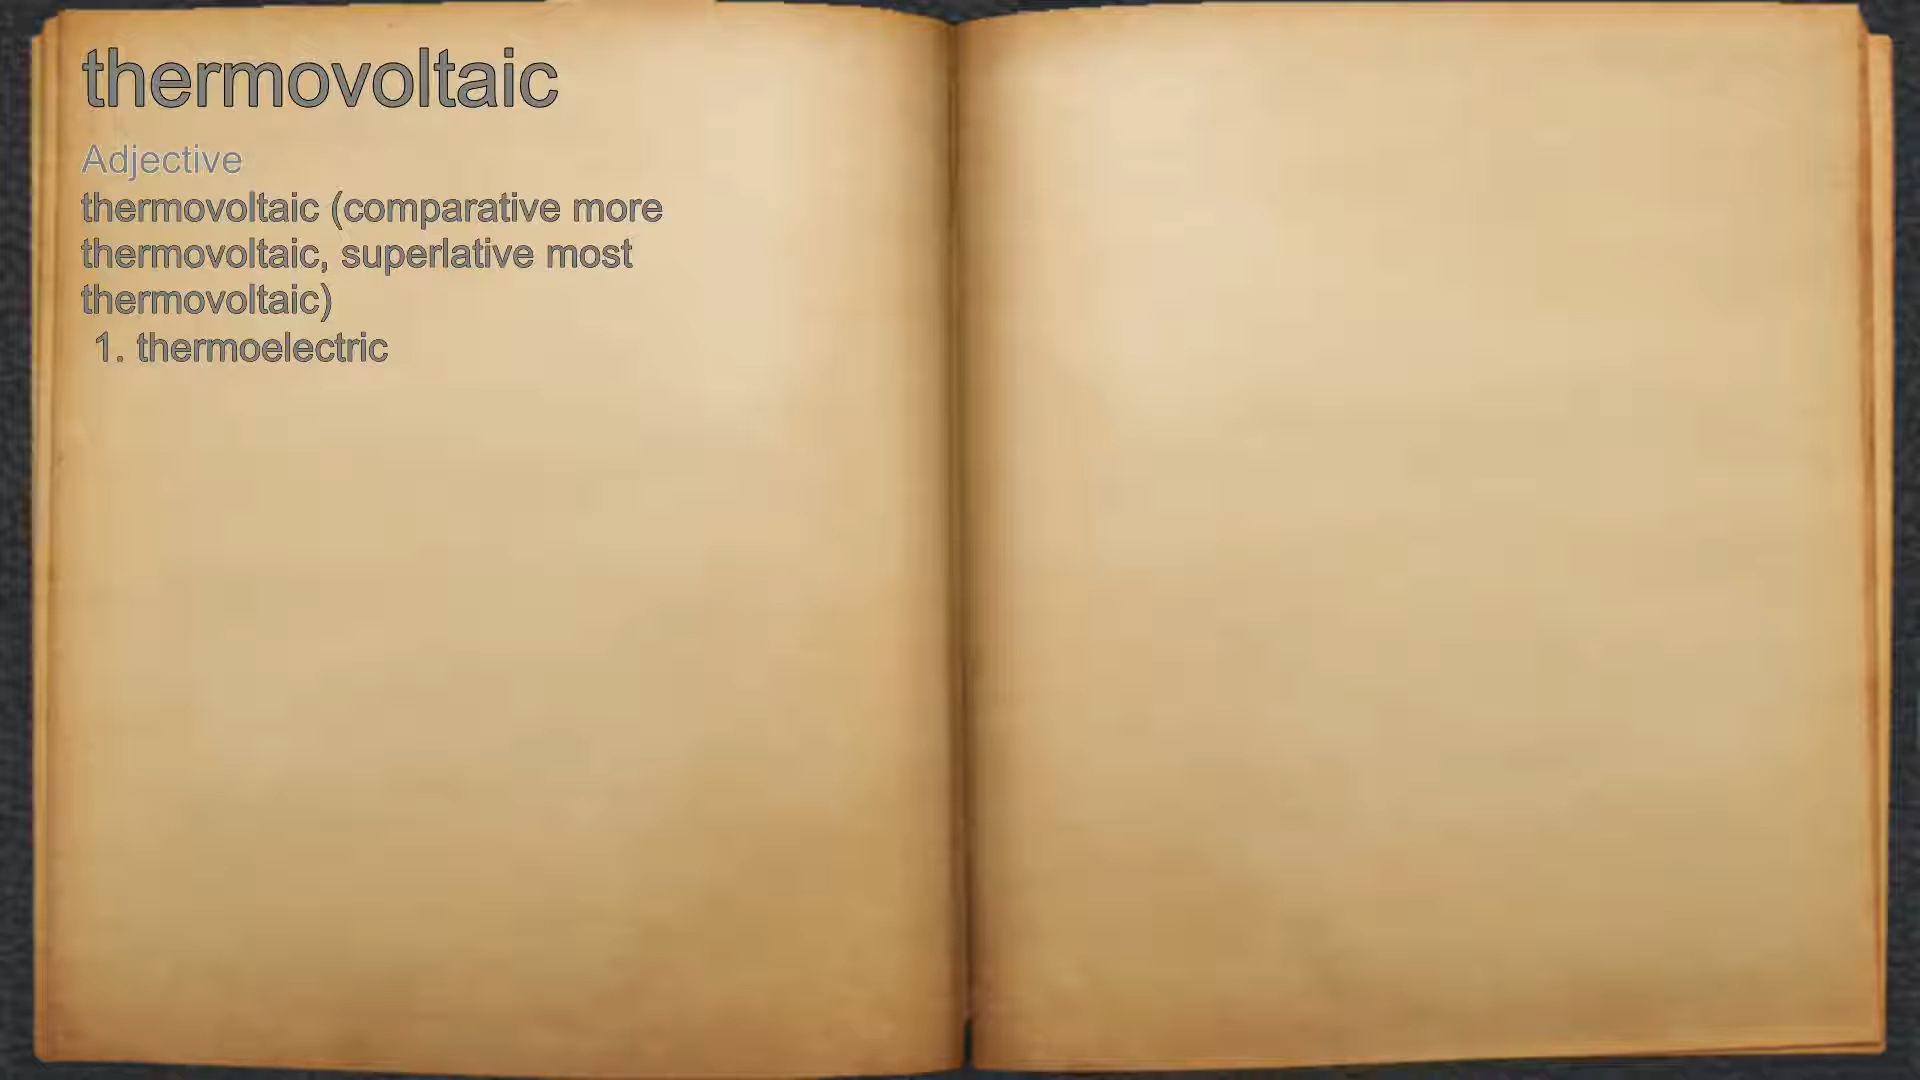 thermovoltaic
Adjective
thermovoltaic (comparative more
thermovoltaic, superlative most
thermovoltaic)
1. thermoelectric